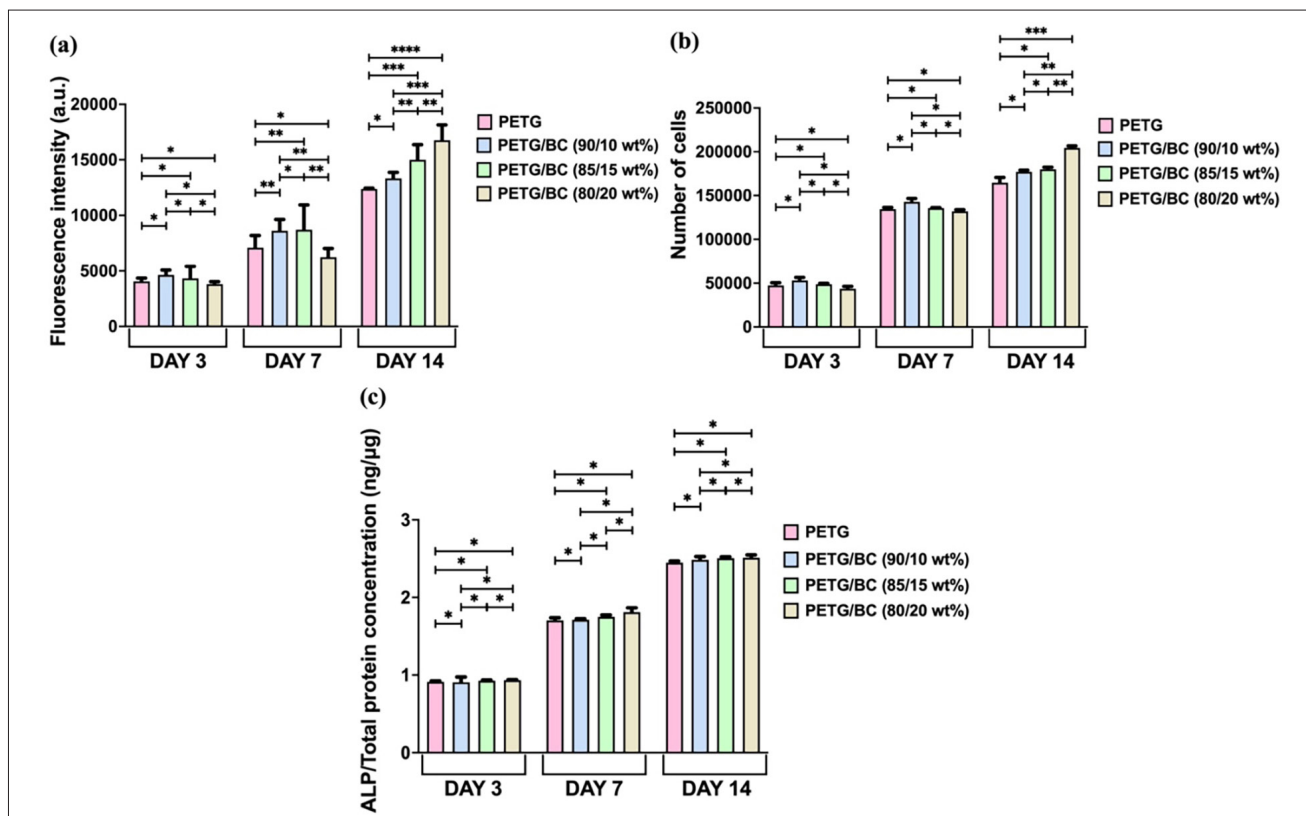 (a)
Fluorescence intensity (a.u.)
20000
15000
10000
5000
0
****
***
***
* ** **
*
**
**
* **
**
*
*
*
* *
*
DAY 3 DAY 7 DAY 14
PETG
PETG/BC (90/10 wt%)
PETG/BC (85/15 wt%)
PETG/BC (80/20 wt%)
(b)
Number of cells
250000
200000
150000
100000
50000
0
***
*
**
* **
*
*
*
*
* *
*
*
*
*
* *
*
DAY 3 DAY 7 DAY 14
PETG
PETG/BC (90/10 wt%)
PETG/BC (85/15 wt%)
PETG/BC (80/20 wt%)
(c)
ALP/Total protein concentration (ng/µg)
3
2
1
0
*
*
*
* *
*
*
*
*
*
*
*
*
*
*
* *
*
DAY 3 DAY 7 DAY 14
PETG
PETG/BC (90/10 wt%)
PETG/BC (85/15 wt%)
PETG/BC (80/20 wt%)